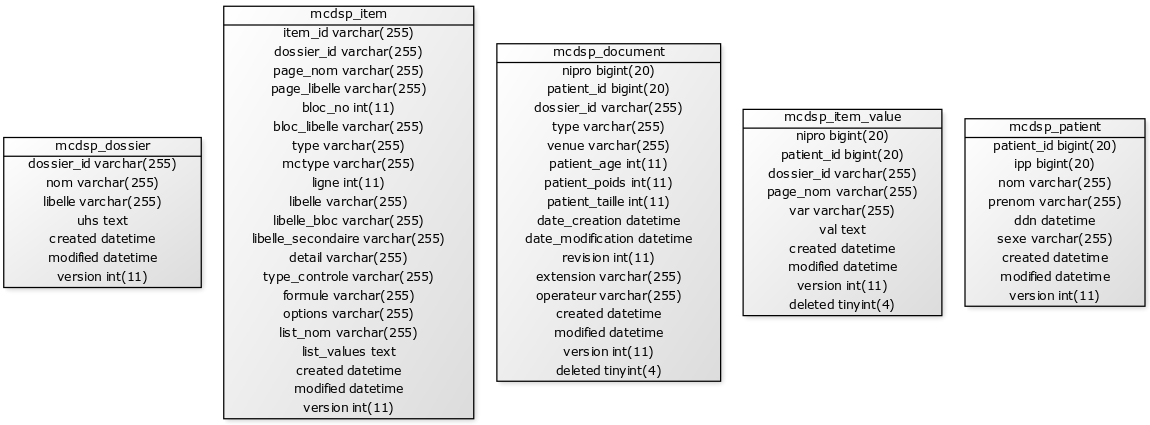 mcdsp_dossier
dossier_id varchar(255)
nom varchar(255)
libelle varchar(255)
uhs text
created datetime
modified datetime
version int(11)
mcdsp_item
item_id varchar(255)
dossier_id varchar(255)
page_nom varchar(255)
page_libelle varchar(255)
bloc_no int(11)
bloc_libelle varchar(255)
type varchar(255)
mctype varchar(255)
ligne int(11)
libelle varchar(255)
libelle_bloc varchar(255)
libelle_secondaire varchar(255)
detail varchar(255)
type_controle varchar(255)
formule varchar(255)
options varchar(255)
list_nom varchar(255)
list_values text
created datetime
modified datetime
version int(11)
mcdsp_document
nipro bigint(20)
patient_id bigint(20)
dossier_id varchar(255)
type varchar(255)
venue varchar(255)
patient_age int(11)
patient_poids int(11)
patient_taille int(11)
date_creation datetime
date_modification datetime
revision int(11)
extension varchar(255)
operateur varchar(255)
created datetime
modified datetime
version int(11)
deleted tinyint(4)
mcdsp_item_value
nipro bigint(20)
patient_id bigint(20)
dossier_id varchar(255)
page_nom varchar(255)
var varchar(255)
val text
created datetime
modified datetime
version int(11)
deleted tinyint(4)
mcdsp_patient
patient_id bigint(20)
ipp bigint(20)
nom varchar(255)
prenom varchar(255)
ddn datetime
sexe varchar(255)
created datetime
modified datetime
version int(11)